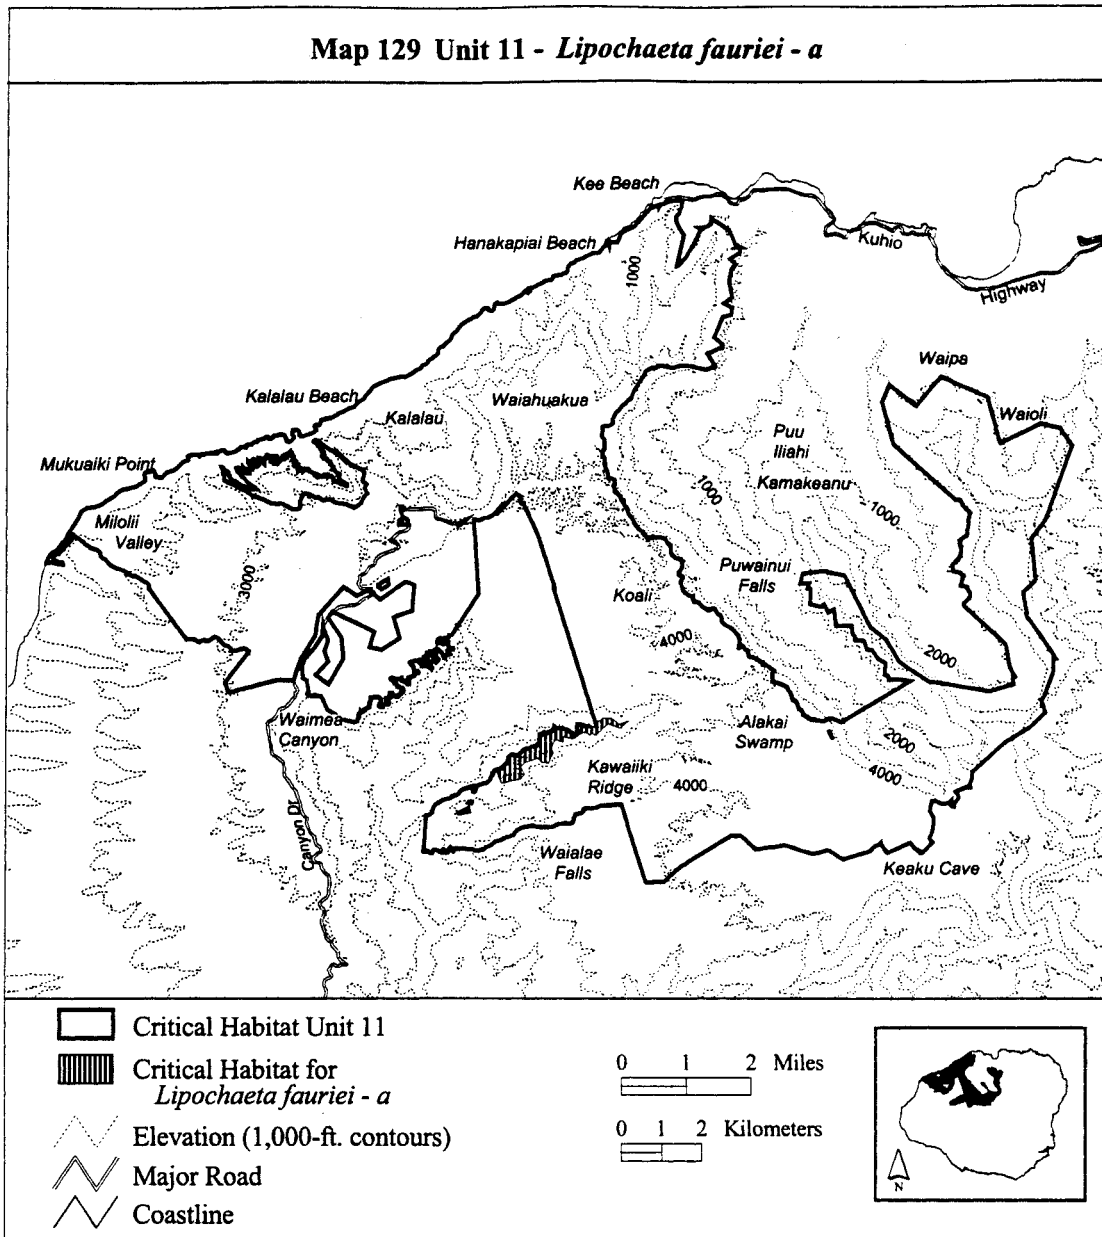 Map 129 Unit 11 - Lipochaeta fauriei - a
Kee Beach
Hanakapiai Beach
Kuhio
Highway
1000
Waipa
Kalalau Beach
Kalalau
Waiahuakua
Waioli
Puu
Iliahi
Mukuaiki Point
Kamakeanu
1000
1000
Milolii
Valley
3000
Puwainui
Falls
Koali
4000
2000
Waimea
Canyon
Alakai
Swamp
2000
4000
Kawaiiki
Ridge
4000
Canyon Dr
Waialae
Falls
Keaku Cave
Critical Habitat Unit 11
Critical Habitat for
Lipochaeta fauriei - a
Elevation (1,000-ft. contours)
Major Road
Coastline
0 1 2 Miles
0 1 2 Kilometers
N